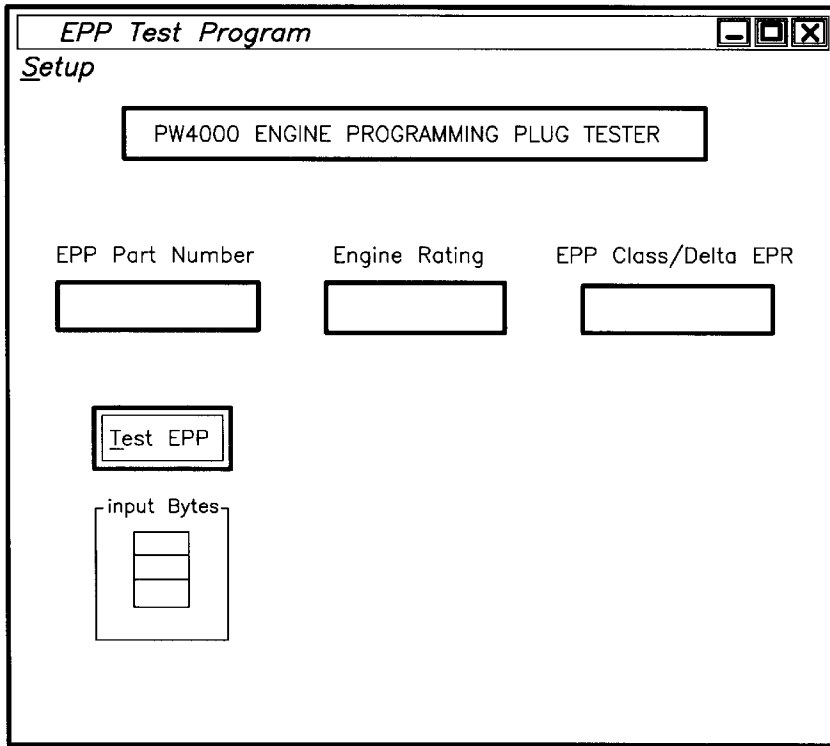 EPP Test Program
Setup
PW4000 ENGINE PROGRAMMING PLUG TESTER
EPP Part Number Engine Rating EPP Class/Delta EPR
Test EPP
input Bytes